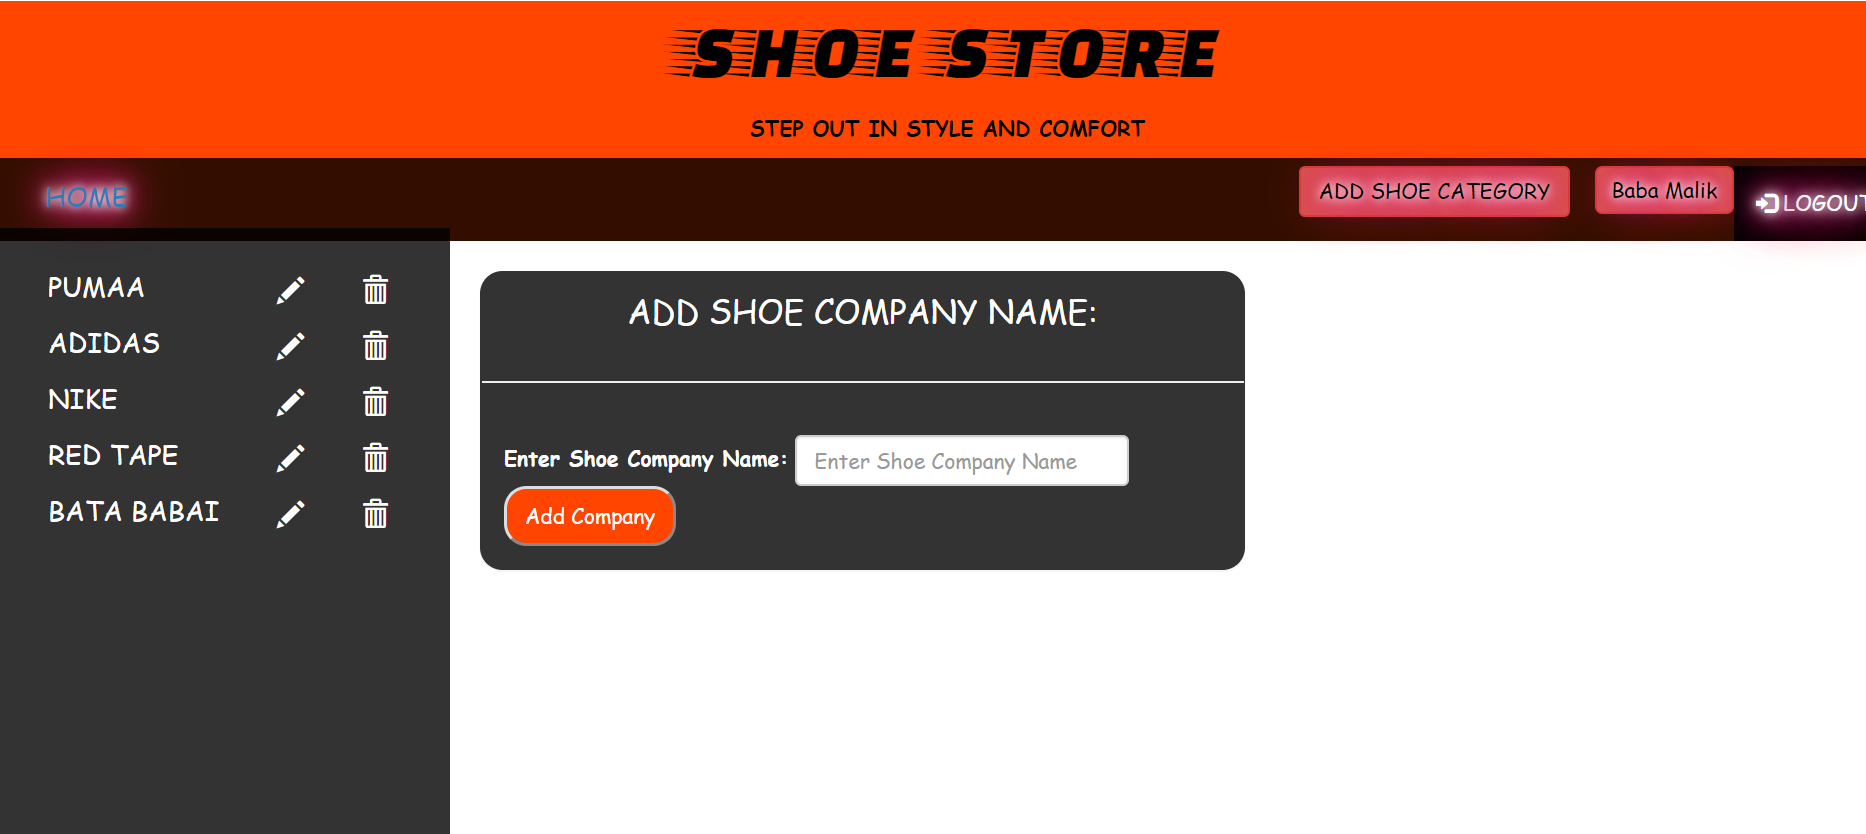 SHOE STORE
STEP OUT IN STYLE AND COMFORT
HOME ADD SHOE CATEGORY Baba Malik LOGOUT
PUMAA
ADIDAS
NIKE
RED TAPE
BATA BABAI
ADD SHOE COMPANY NAME:
Enter Shoe Company Name: Enter Shoe Company Name
Add Company